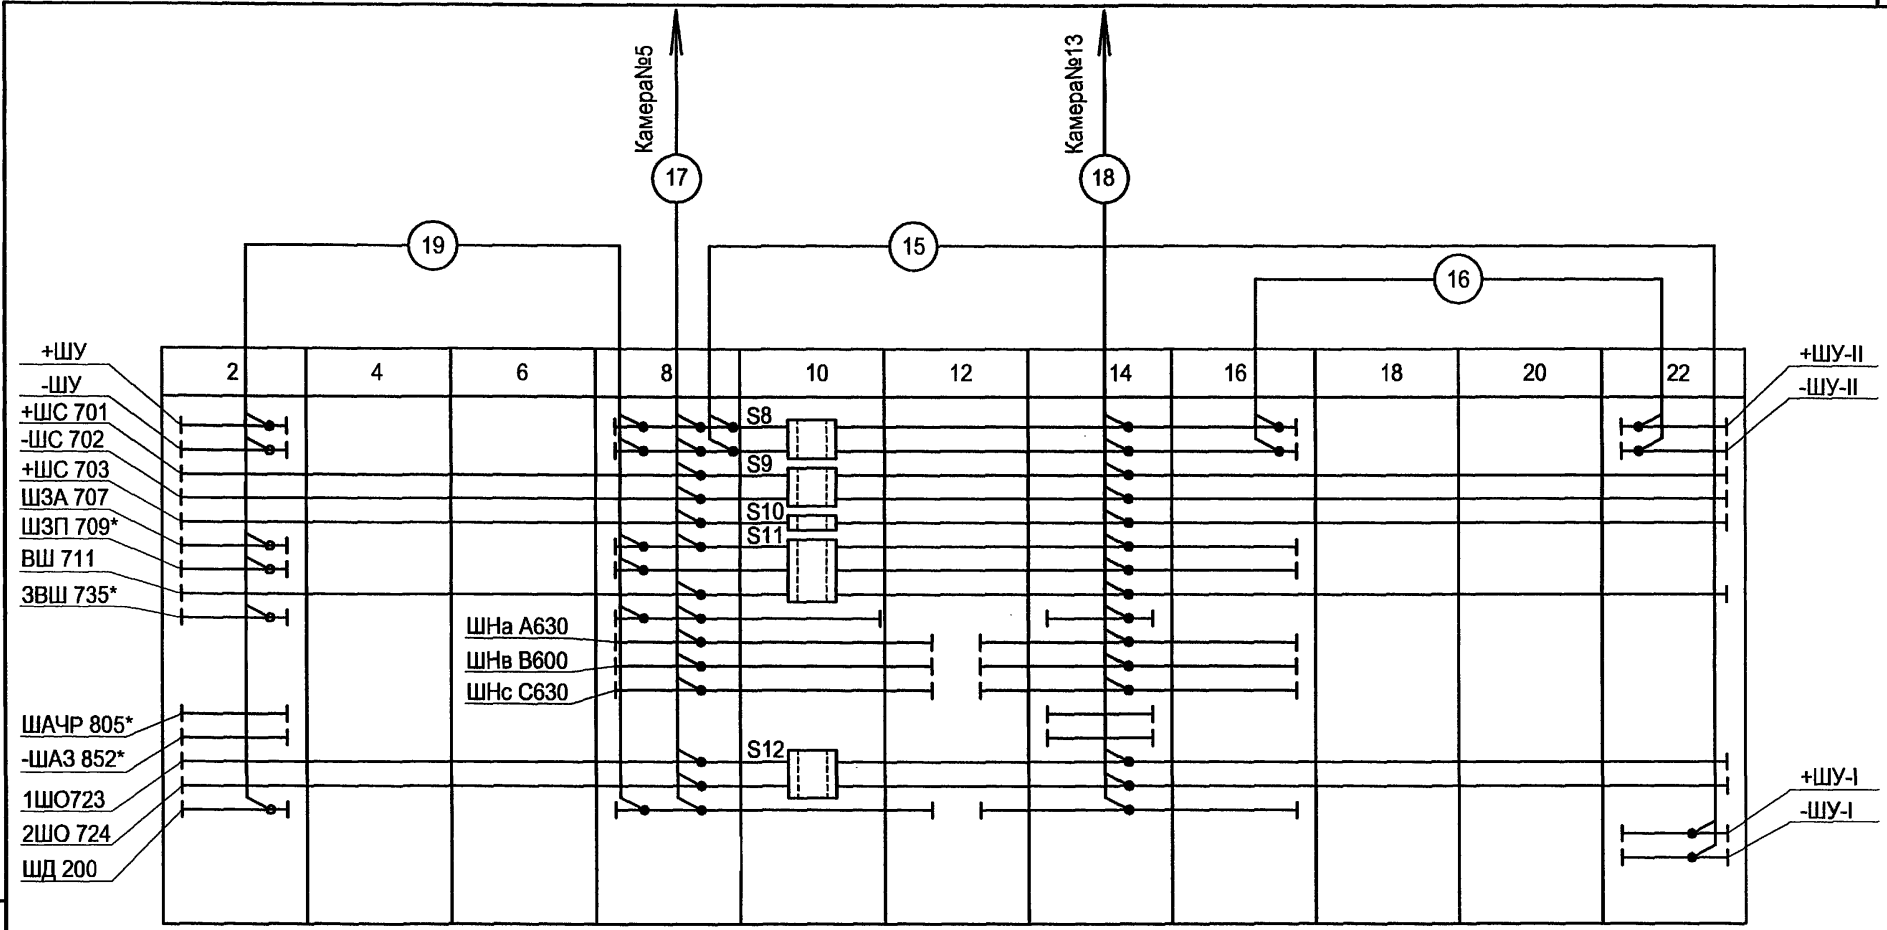 Камера№5
Камера№13
17
18
19
15
16
2
4
6
8
10
12
14
16
18
20
22
+ШУ
-ШУ
+ШС 701
-ШС 702
+ШС 703
ШЗА 707
ШЗП 709*
ВШ 711
ЗВШ 735*
ШАЧР 805*
-ШАЗ 852*
1ШО723
2ШО 724
ШД 200
S8
S9
S10
S11
S12
ШНа А630
ШНв В600
ШНс С630
+ШУ-II
-ШУ-II
+ШУ-I
-ШУ-I